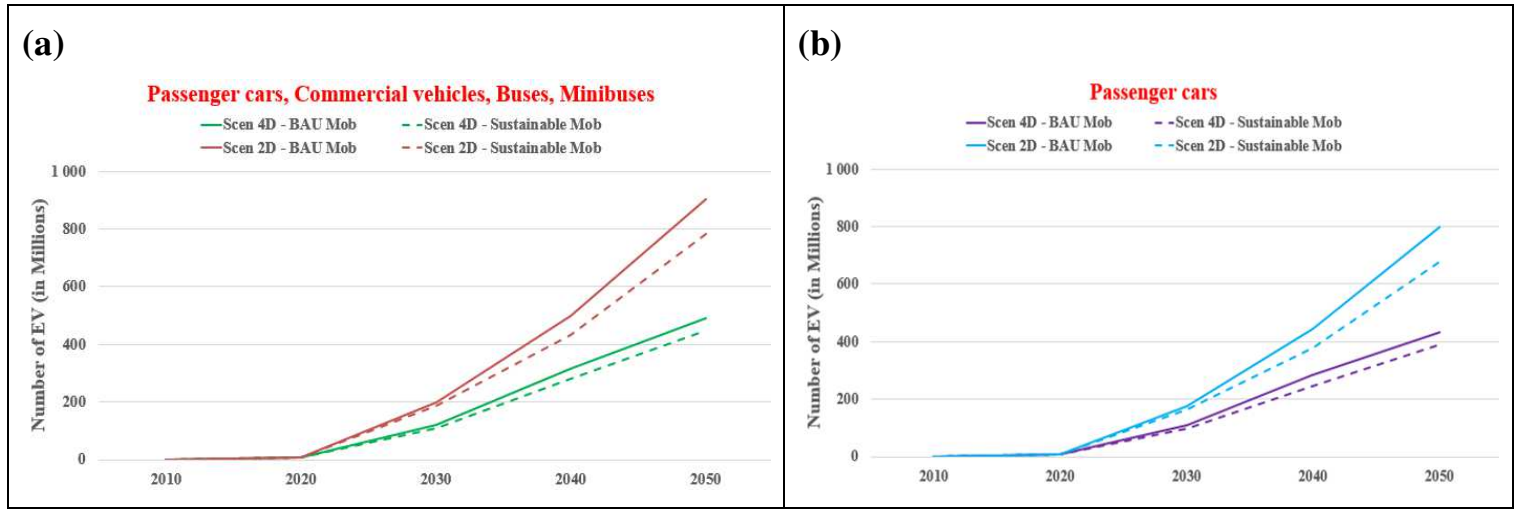 (a)
Passenger cars, Commercial vehicles, Buses, Minibuses
Scen 4D - BAU Mob
Scen 4D - Sustainable Mob
Scen 2D - BAU Mob
Scen 2D - Sustainable Mob
Number of EV (in Millions)
1 000
800
600
400
200
0
2010 2020 2030 2040 2050
(b)
Passenger cars
Scen 4D - BAU Mob
Scen 4D - Sustainable Mob
Scen 2D - BAU Mob
Scen 2D - Sustainable Mob
Number of EV (in Millions)
1 000
800
600
400
200
0
2010 2020 2030 2040 2050